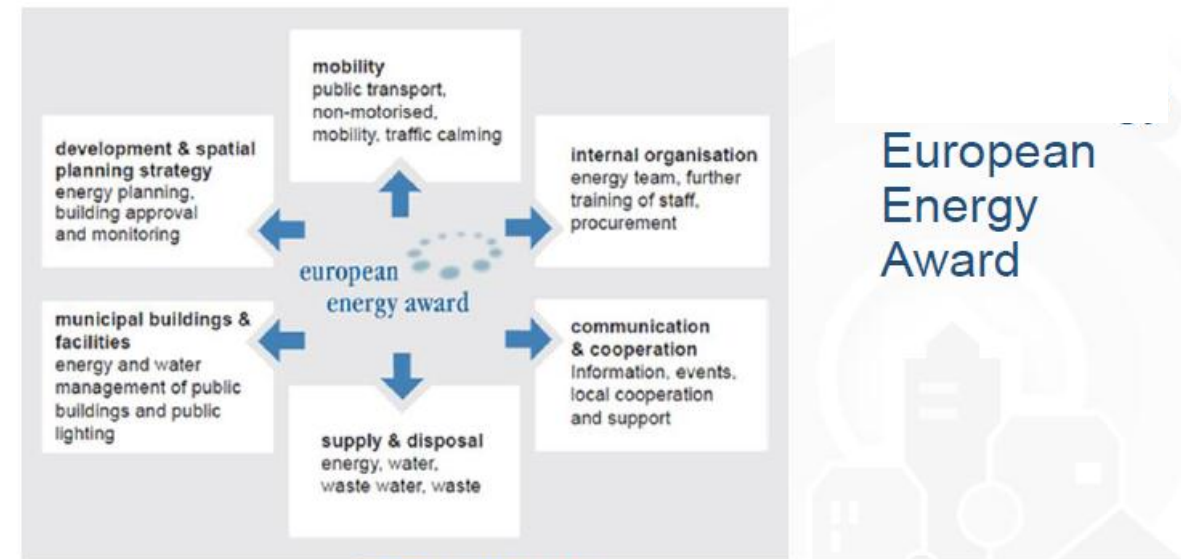 mobility
public transport,
non-motorised,
mobility, traffic calming
development & spatial
planning strategy
energy planning,
building approval
and monitoring
internal organisation
energy team, further
training of staff,
procurement
european
energy award
municipal buildings &
facilities
energy and water
management of public
buildings and public
lighting
communication
& cooperation
Information, events,
local cooperation
and support
supply & disposal
energy, water,
waste water, waste
European
Energy
Award